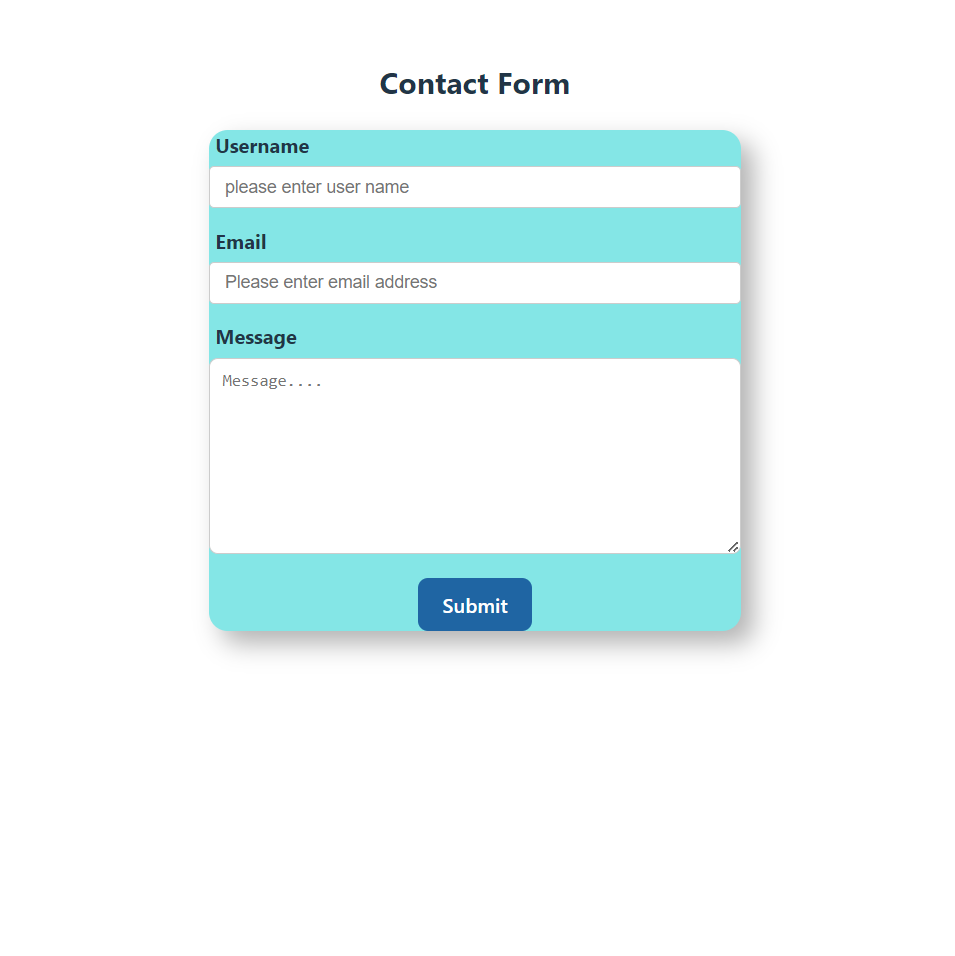 Contact Form
Username
please enter user name
Email
Please enter email address
Message
Message....
Submit